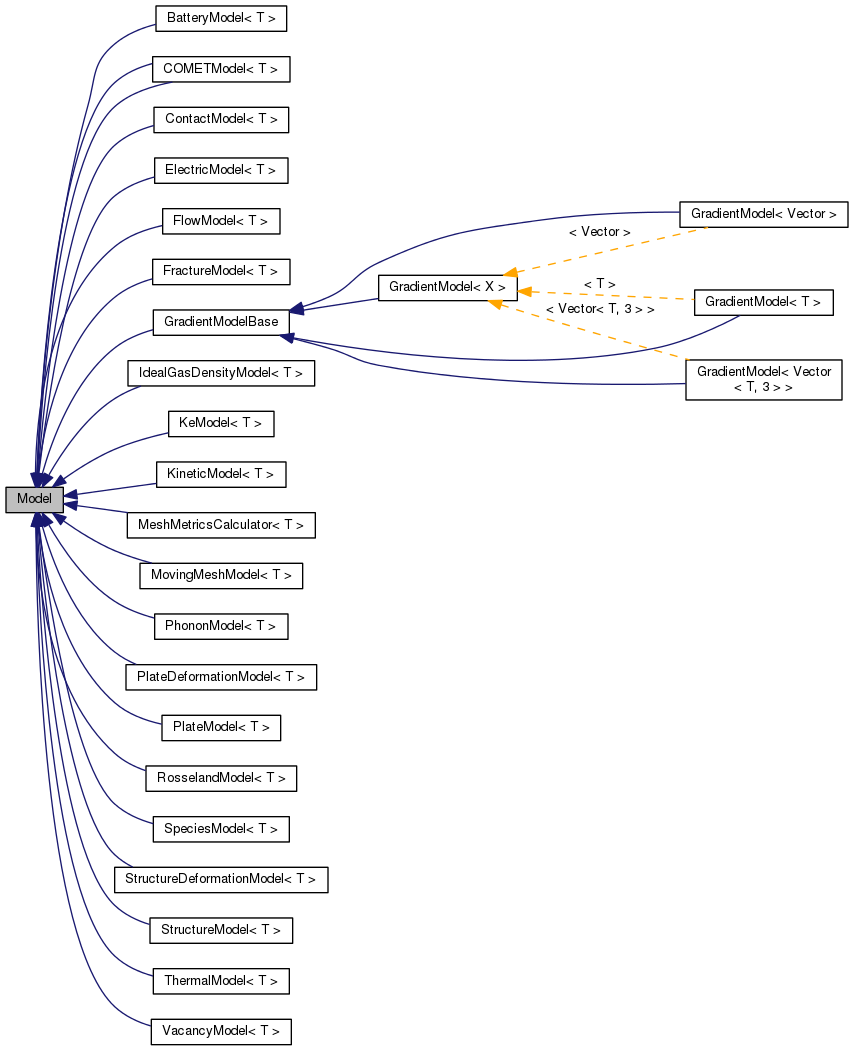 BatteryModel< T >
COMETModel< T >
ContactModel< T >
ElectricModel< T >
FlowModel< T >
FractureModel< T >
GradientModelBase
IdealGasDensityModel< T >
KeModel< T >
KineticModel< T >
Model
MeshMetricsCalculator< T >
MovingMeshModel< T >
PhononModel< T >
PlateDeformationModel< T >
PlateModel< T >
RosselandModel< T >
SpeciesModel< T >
StructureDeformationModel< T >
StructureModel< T >
ThermalModel< T >
VacancyModel< T >
GradientModel< X >
< Vector >
< T >
< Vector< T, 3 > >
GradientModel< Vector >
GradientModel< T >
GradientModel< Vector
< T, 3 > >